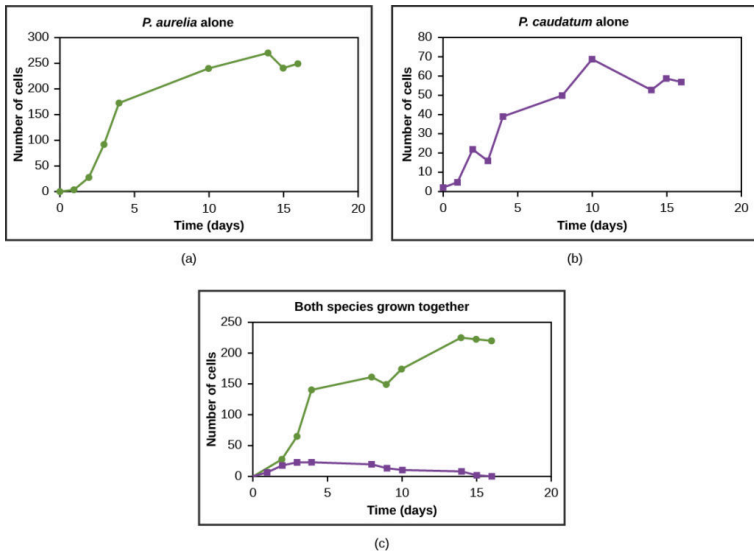 P. aurelia alone
Number of cells
300
250
200
150
100
50
0
0 5 10 15 20
Time (days)
(a)
P. caudatum alone
Number of cells
80
70
60
50
40
30
20
10
0
0 5 10 15 20
Time (days)
(b)
Both species grown together
Number of cells
250
200
150
100
50
0
0 5 10 15 20
Time (days)
(c)